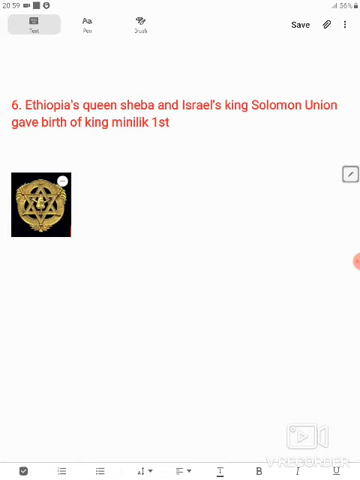 20:59
56%
Text
Pen
Brush
Save
6. Ethiopia's queen sheba and Israel's king Solomon Union
gave birth of king minilik 1st
V-RECORDER
T
B
I
U